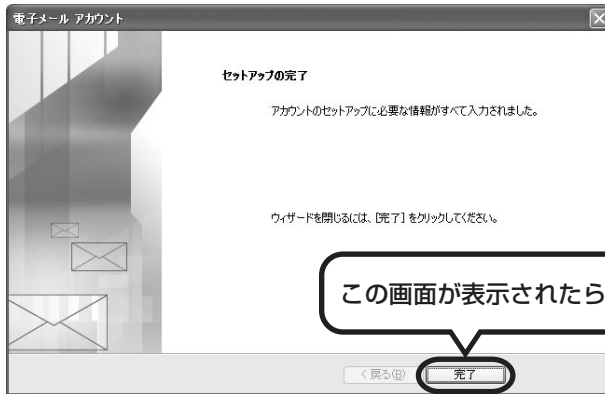 電子メール アカウント
セットアップの完了
アカウントのセットアップに必要な情報がすべて入力されました。
ウィザードを閉じるには、[完了] をクリックしてください。
この画面が表示されたら
< 戻る(B)
完了